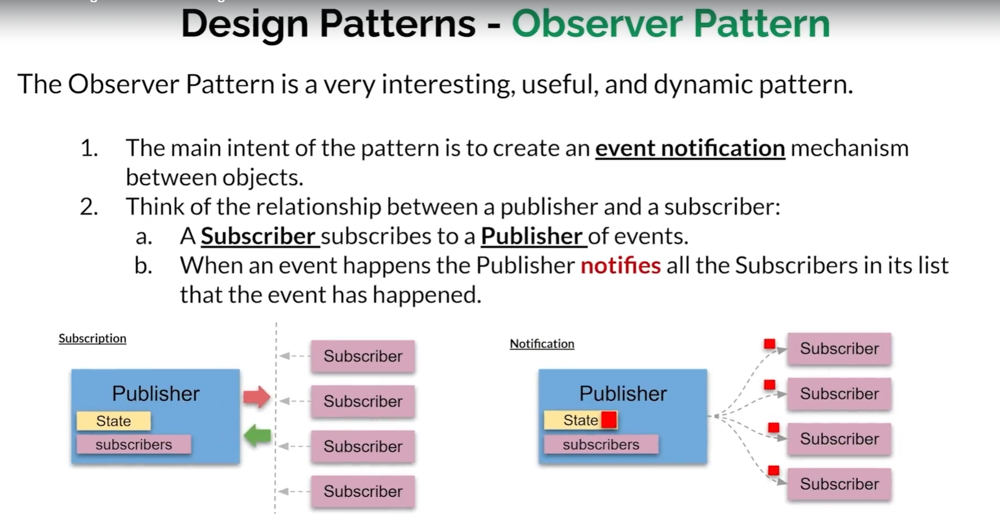 Design Patterns - Observer Pattern
The Observer Pattern is a very interesting, useful, and dynamic pattern.
1. The main intent of the pattern is to create an event notification mechanism
between objects.
2. Think of the relationship between a publisher and a subscriber:
a. A Subscriber subscribes to a Publisher of events.
b. When an event happens the Publisher notifies all the Subscribers in its list
that the event has happened.
Subscription
Publisher
State
subscribers
Subscriber
Subscriber
Subscriber
Subscriber
Notification
Publisher
State
subscribers
Subscriber
Subscriber
Subscriber
Subscriber